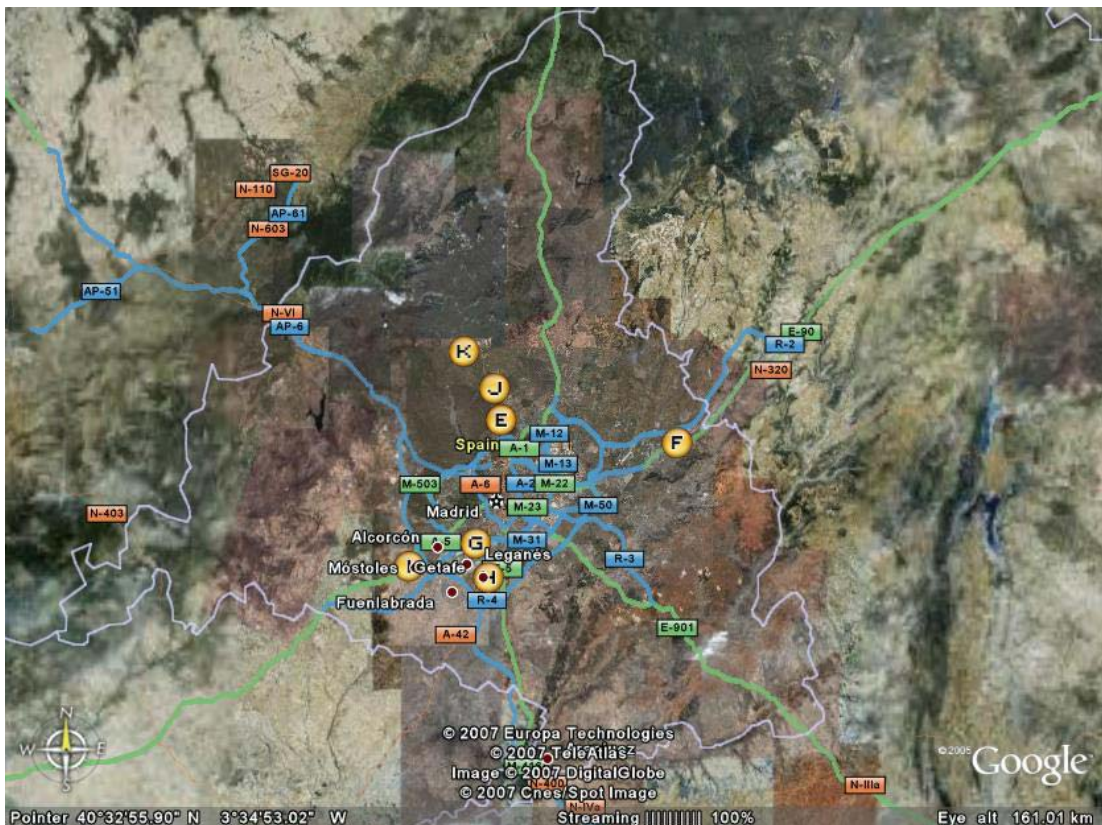 SG-20
N-110
AP-61
N-603
AP-51
N-VI
AP-6
E-90
R-2
K
N-320
J
E
M-12
F
Spain
A-1
M-13
M-503
A-6
A-2
M-22
Madrid
M-23
M-50
N-403
Alcorcón
A-5
G
M-31
Leganés
R-3
Móstoles
Getafe
H
Fuenlabrada
R-4
E-901
A-42
N
W
E
© 2007 Europa Technologies
© 2007 TeleAtlas
Image © 2007 DigitalGlobe
© 2007 Cnes/Spot Image
N-400
N-IVa
©2005 Google
N-IIIa
Pointer 40°32'55.90" N 3°34'53.02" W Streaming |||||||||| 100% Eye alt 161.01 km